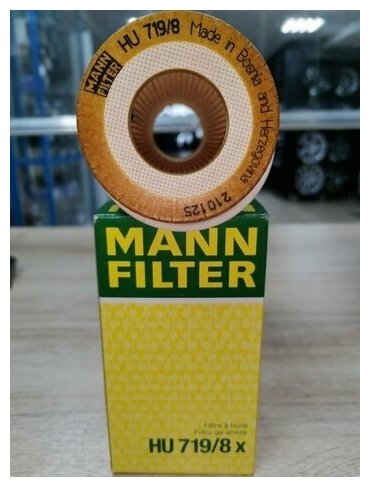 MANN
FILTER
HU 719/8 Made in Bosnia and Herzegovina
210125
MANN
FILTER
Filtre à huile
Filtro de aceite
HU 719/8 x